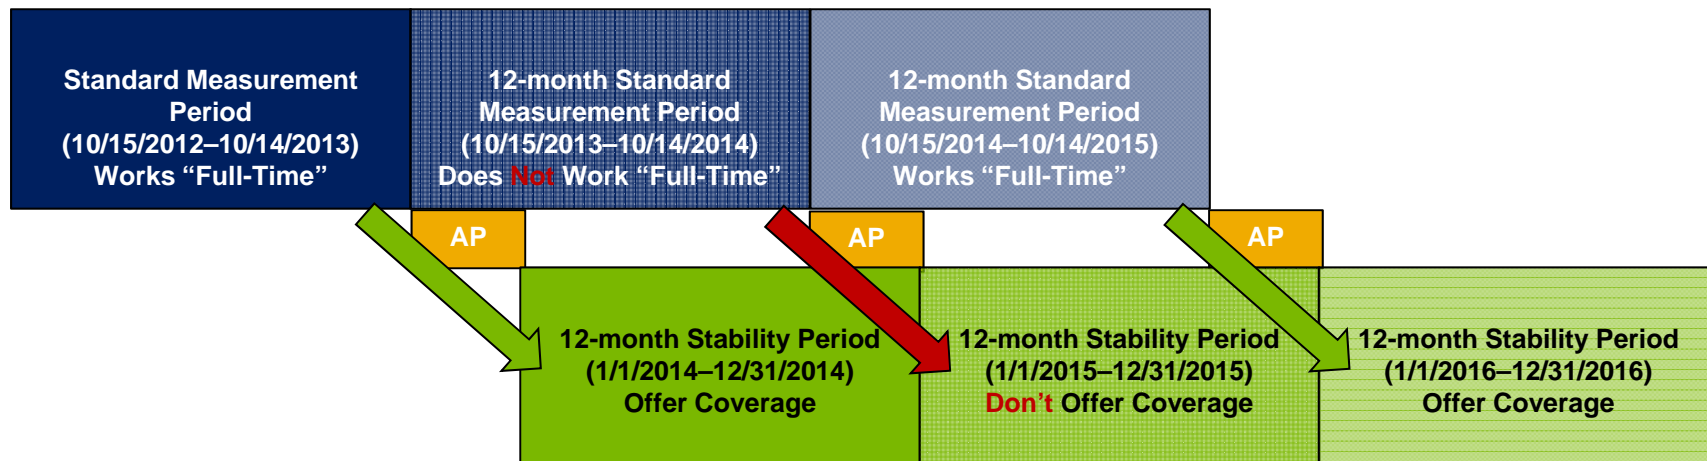 Standard Measurement
Period
(10/15/2012–10/14/2013)
Works “Full-Time”
12-month Standard
Measurement Period
(10/15/2013–10/14/2014)
Does Not Work “Full-Time”
12-month Standard
Measurement Period
(10/15/2014–10/14/2015)
Works “Full-Time”
AP
AP
AP
12-month Stability Period
(1/1/2014–12/31/2014)
Offer Coverage
12-month Stability Period
(1/1/2015–12/31/2015)
Don’t Offer Coverage
12-month Stability Period
(1/1/2016–12/31/2016)
Offer Coverage